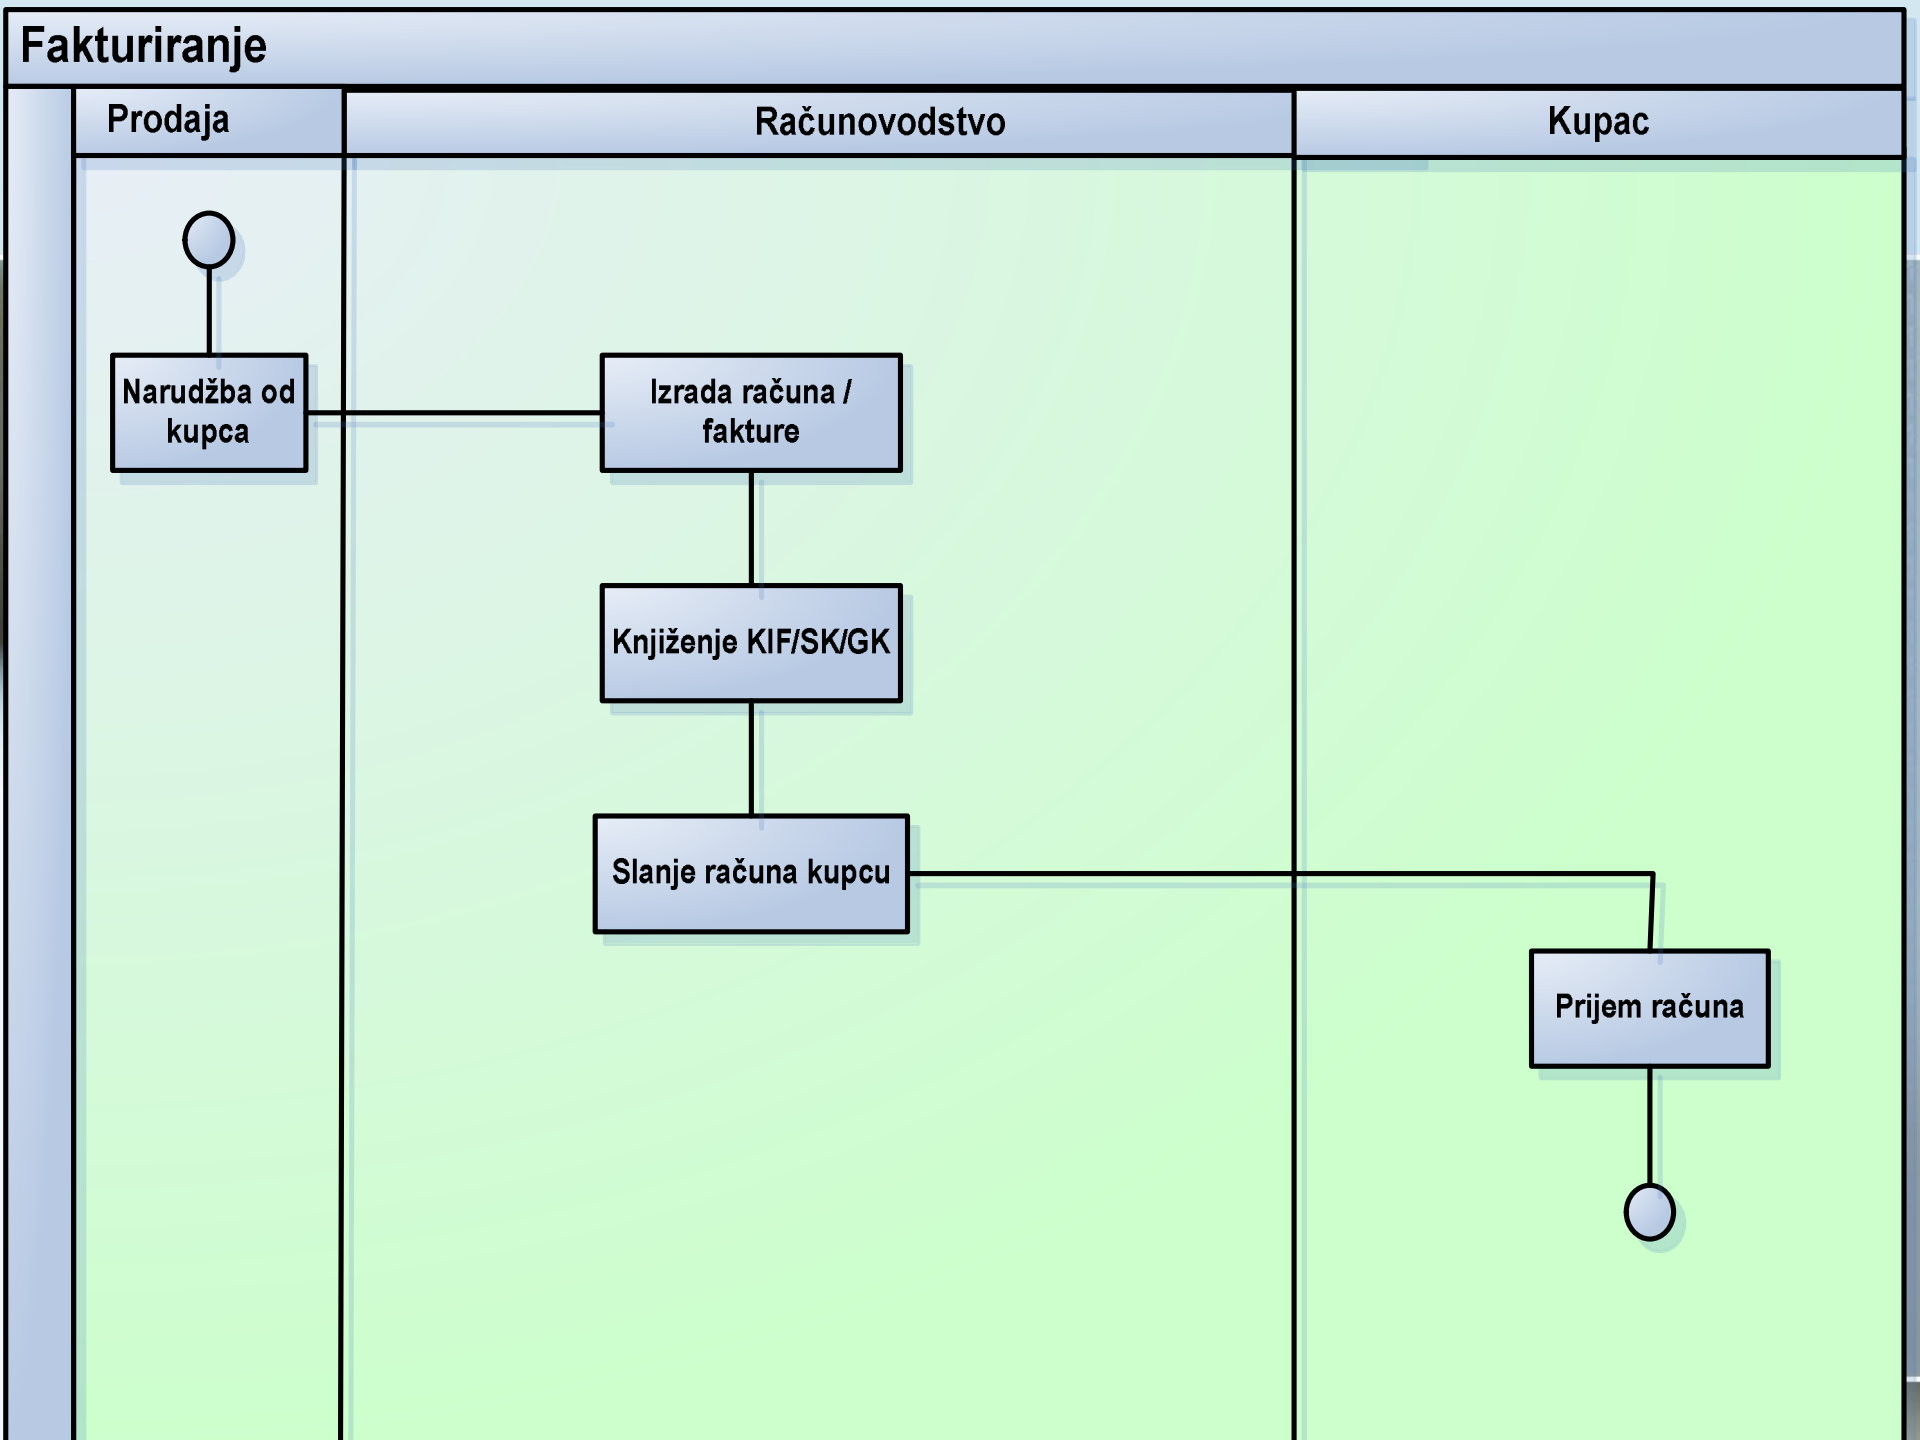 Fakturiranje
Prodaja
Računovodstvo
Kupac
Narudžba od
kupca
Izrada računa /
fakture
Knjiženje KIF/SK/GK
Slanje računa kupcu
Prijem računa